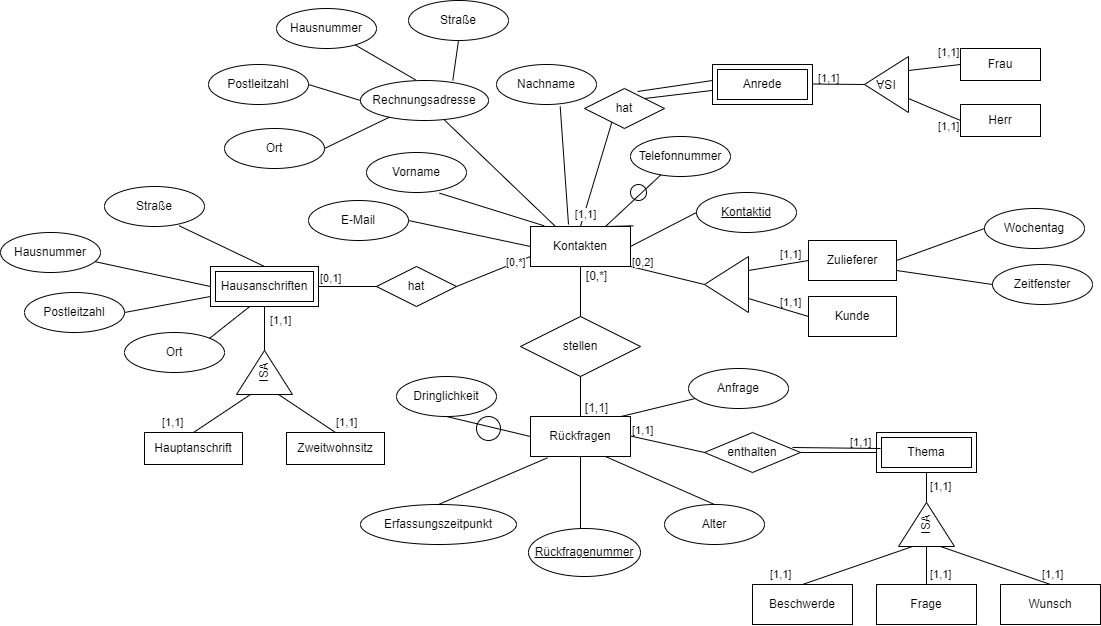 Straße
Hausnummer
Postleitzahl
Rechnungsadresse
Ort
Nachname
hat
Anrede
[1,1]
ISA
[1,1]
Frau
[1,1]
Herr
Telefonnummer
Vorname
E-Mail
Kontaktid
[1,1]
Kontakten
[0,*]
[0,2]
[0,*]
Straße
Hausnummer
Postleitzahl
Ort
Hausanschriften
[0,1]
hat
[1,1]
ISA
[1,1]
[1,1]
Hauptanschrift
Zweitwohnsitz
[1,1]
Zulieferer
[1,1]
Kunde
Wochentag
Zeitfenster
stellen
[1,1]
Dringlichkeit
Anfrage
Rückfragen
[1,1]
enthalten
[1,1]
Thema
Erfassungszeitpunkt
Rückfragenummer
Alter
[1,1]
ISA
[1,1]
[1,1]
[1,1]
Beschwerde
Frage
Wunsch